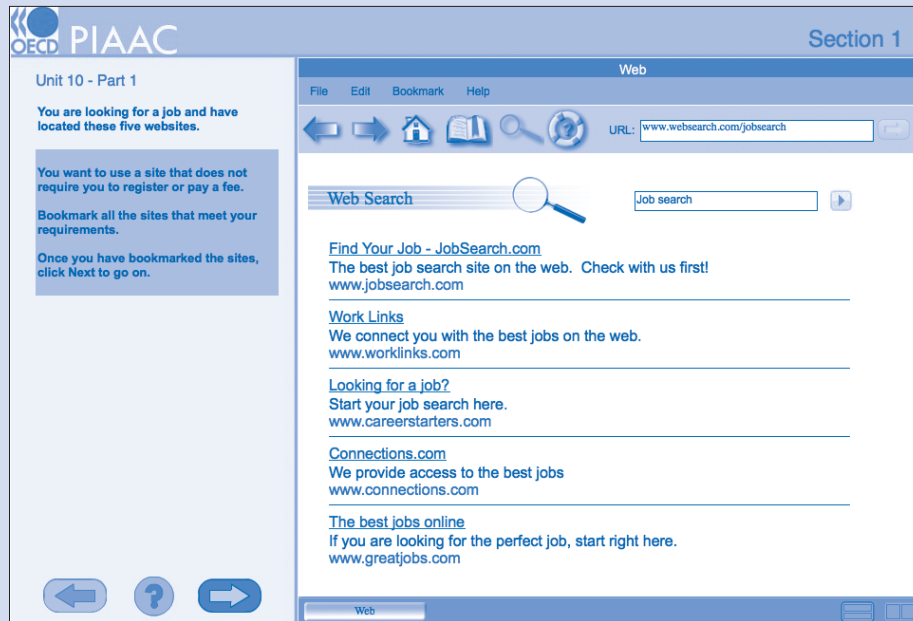 OECD PIAAC
Section 1
Unit 10 - Part 1
You are looking for a job and have
located these five websites.
You want to use a site that does not
require you to register or pay a fee.
Bookmark all the sites that meet your
requirements.
Once you have bookmarked the sites,
click Next to go on.
Web
File Edit Bookmark Help
URL: www.websearch.com/jobsearch
Web Search
Job search
Find Your Job - JobSearch.com
The best job search site on the web. Check with us first!
www.jobsearch.com
Work Links
We connect you with the best jobs on the web.
www.worklinks.com
Looking for a job?
Start your job search here.
www.careerstarters.com
Connections.com
We provide access to the best jobs
www.connections.com
The best jobs online
If you are looking for the perfect job, start right here.
www.greatjobs.com
?
Web